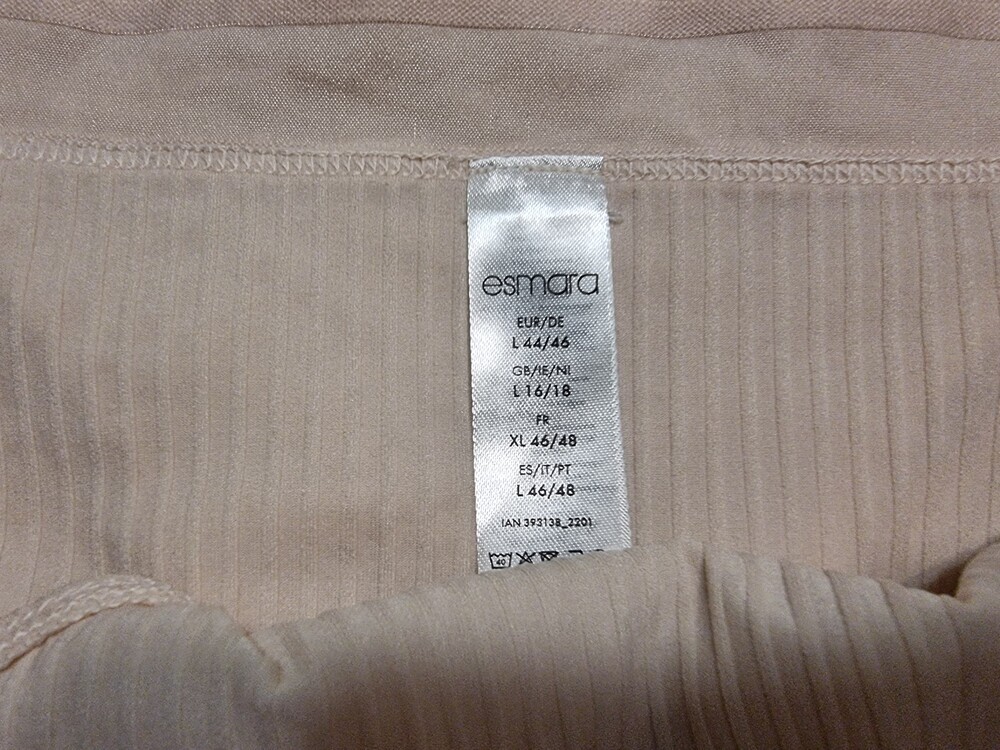 esmara
EUR/DE
L 44/46
GB/IE/NI
L 16/18
FR
XL 46/48
ES/IT/PT
L 46/48
IAN 393138_2201
40